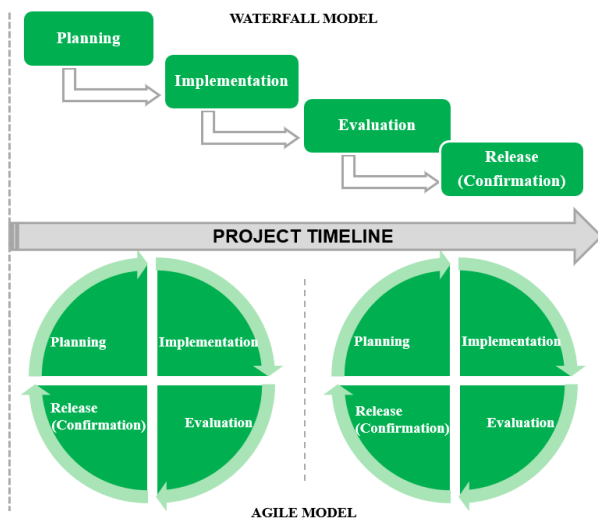 WATERFALL MODEL
Planning
Implementation
Evaluation
Release
(Confirmation)
PROJECT TIMELINE
Planning
Implementation
Release
(Confirmation)
Evaluation
Planning
Implementation
Release
(Confirmation)
Evaluation
AGILE MODEL